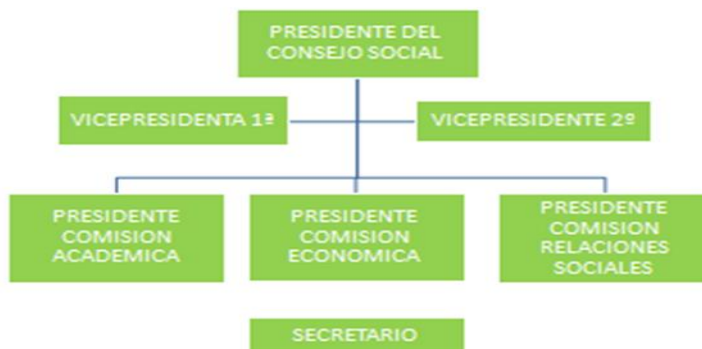 PRESIDENTE DEL
CONSEJO SOCIAL
VICEPRESIDENTA 1ª
VICEPRESIDENTE 2º
PRESIDENTE
COMISION
ACADEMICA
PRESIDENTE
COMISION
ECONOMICA
PRESIDENTE
COMISION
RELACIONES
SOCIALES
SECRETARIO